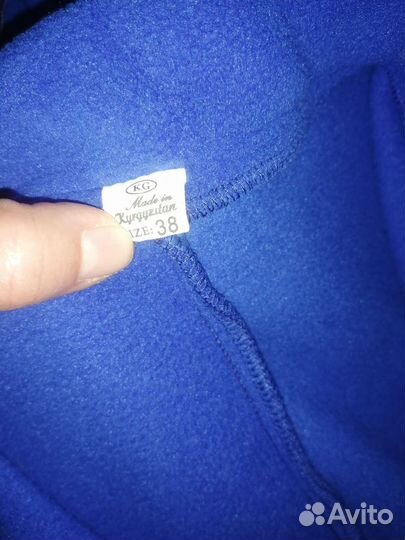 KG
Made in
Kyrgyzstan
SIZE: 38
Avito